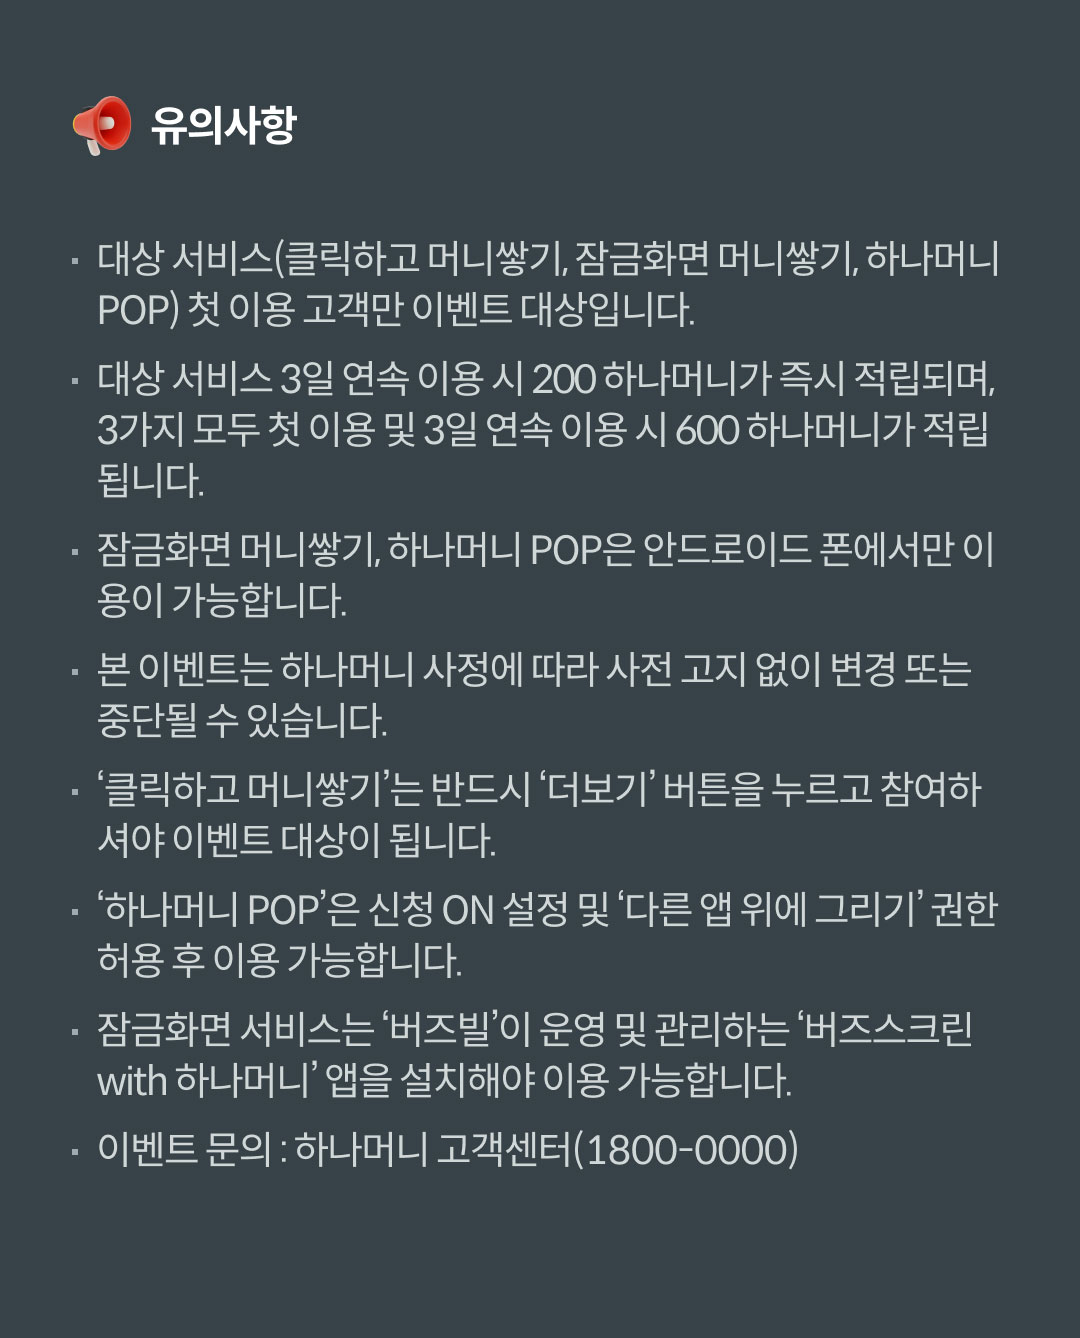 유의사항
· 대상 서비스(클릭하고 머니쌓기, 잠금화면 머니쌓기, 하나머니
POP) 첫 이용 고객만 이벤트 대상입니다.
· 대상 서비스 3일 연속 이용 시 200 하나머니가 즉시 적립되며,
3가지 모두 첫 이용 및 3일 연속 이용 시 600 하나머니가 적립
됩니다.
· 잠금화면 머니쌓기, 하나머니 POP은 안드로이드 폰에서만 이
용이 가능합니다.
· 본 이벤트는 하나머니 사정에 따라 사전 고지 없이 변경 또는
중단될 수 있습니다.
· ‘클릭하고 머니쌓기’는 반드시 ‘더보기’ 버튼을 누르고 참여하
셔야 이벤트 대상이 됩니다.
· ‘하나머니 POP’은 신청 ON 설정 및 ‘다른 앱 위에 그리기’ 권한
허용 후 이용 가능합니다.
· 잠금화면 서비스는 ‘버즈빌’이 운영 및 관리하는 ‘버즈스크린
with 하나머니’ 앱을 설치해야 이용 가능합니다.
· 이벤트 문의 : 하나머니 고객센터(1800-0000)